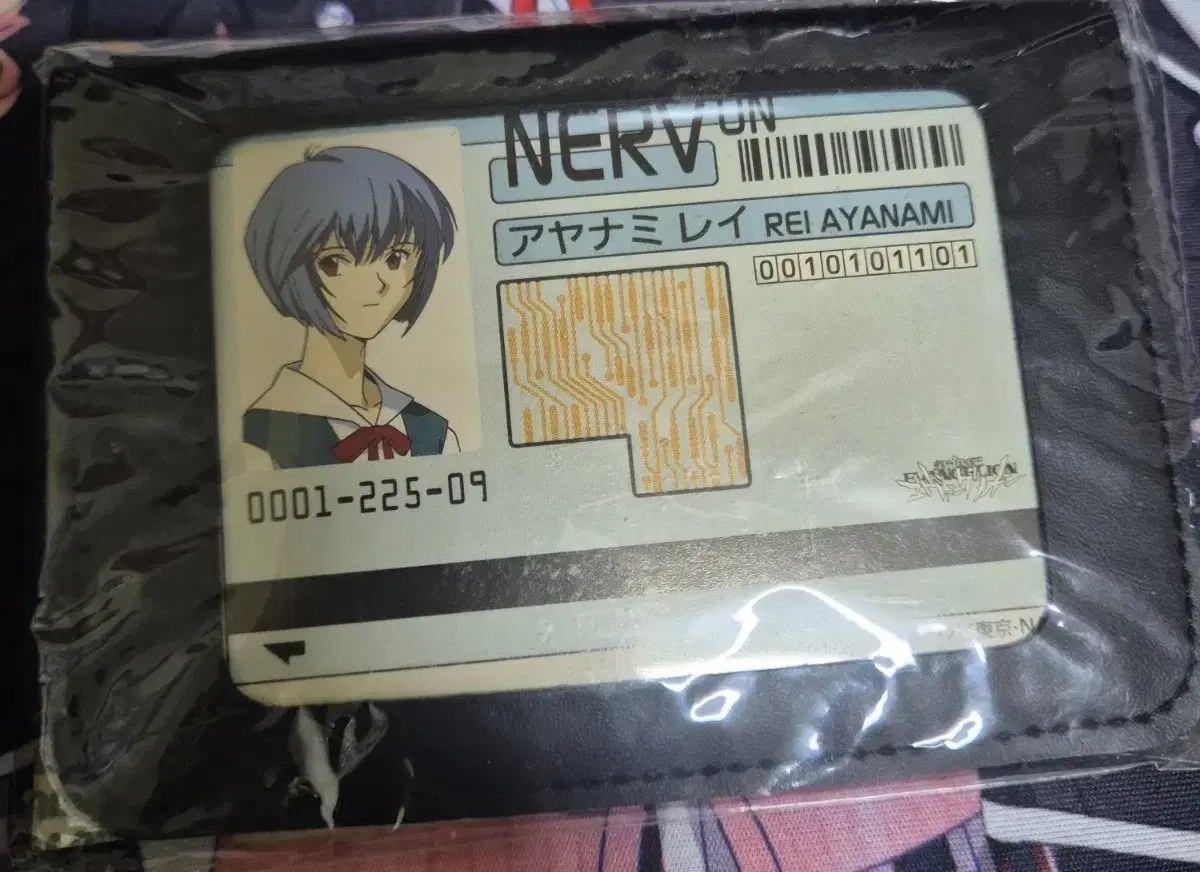 NERV UN
アヤナミ レイ REI AYANAMI
0010101101
0001-225-09
EVANGELION
東京・N